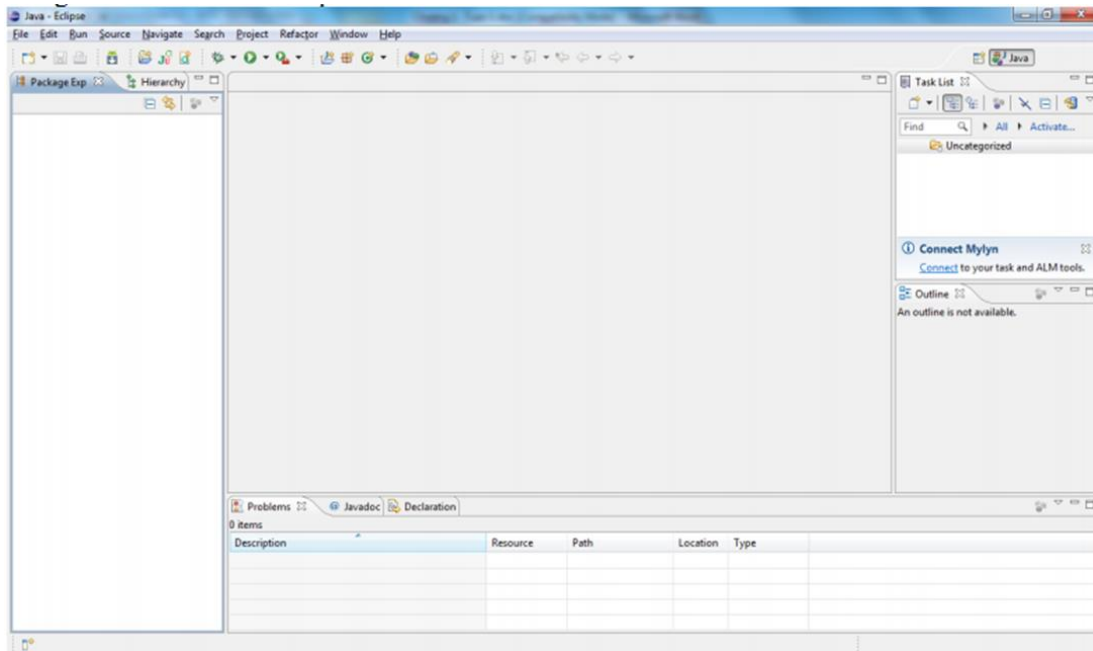 Java - Eclipse
File Edit Run Source Navigate Search Project Refactor Window Help
Java
Package Exp
Hierarchy
Task List
Find
All
Activate...
Uncategorized
Connect Mylyn
Connect to your task and ALM tools.
Outline
An outline is not available.
Problems
Javadoc
Declaration
0 items
Description Resource Path Location Type